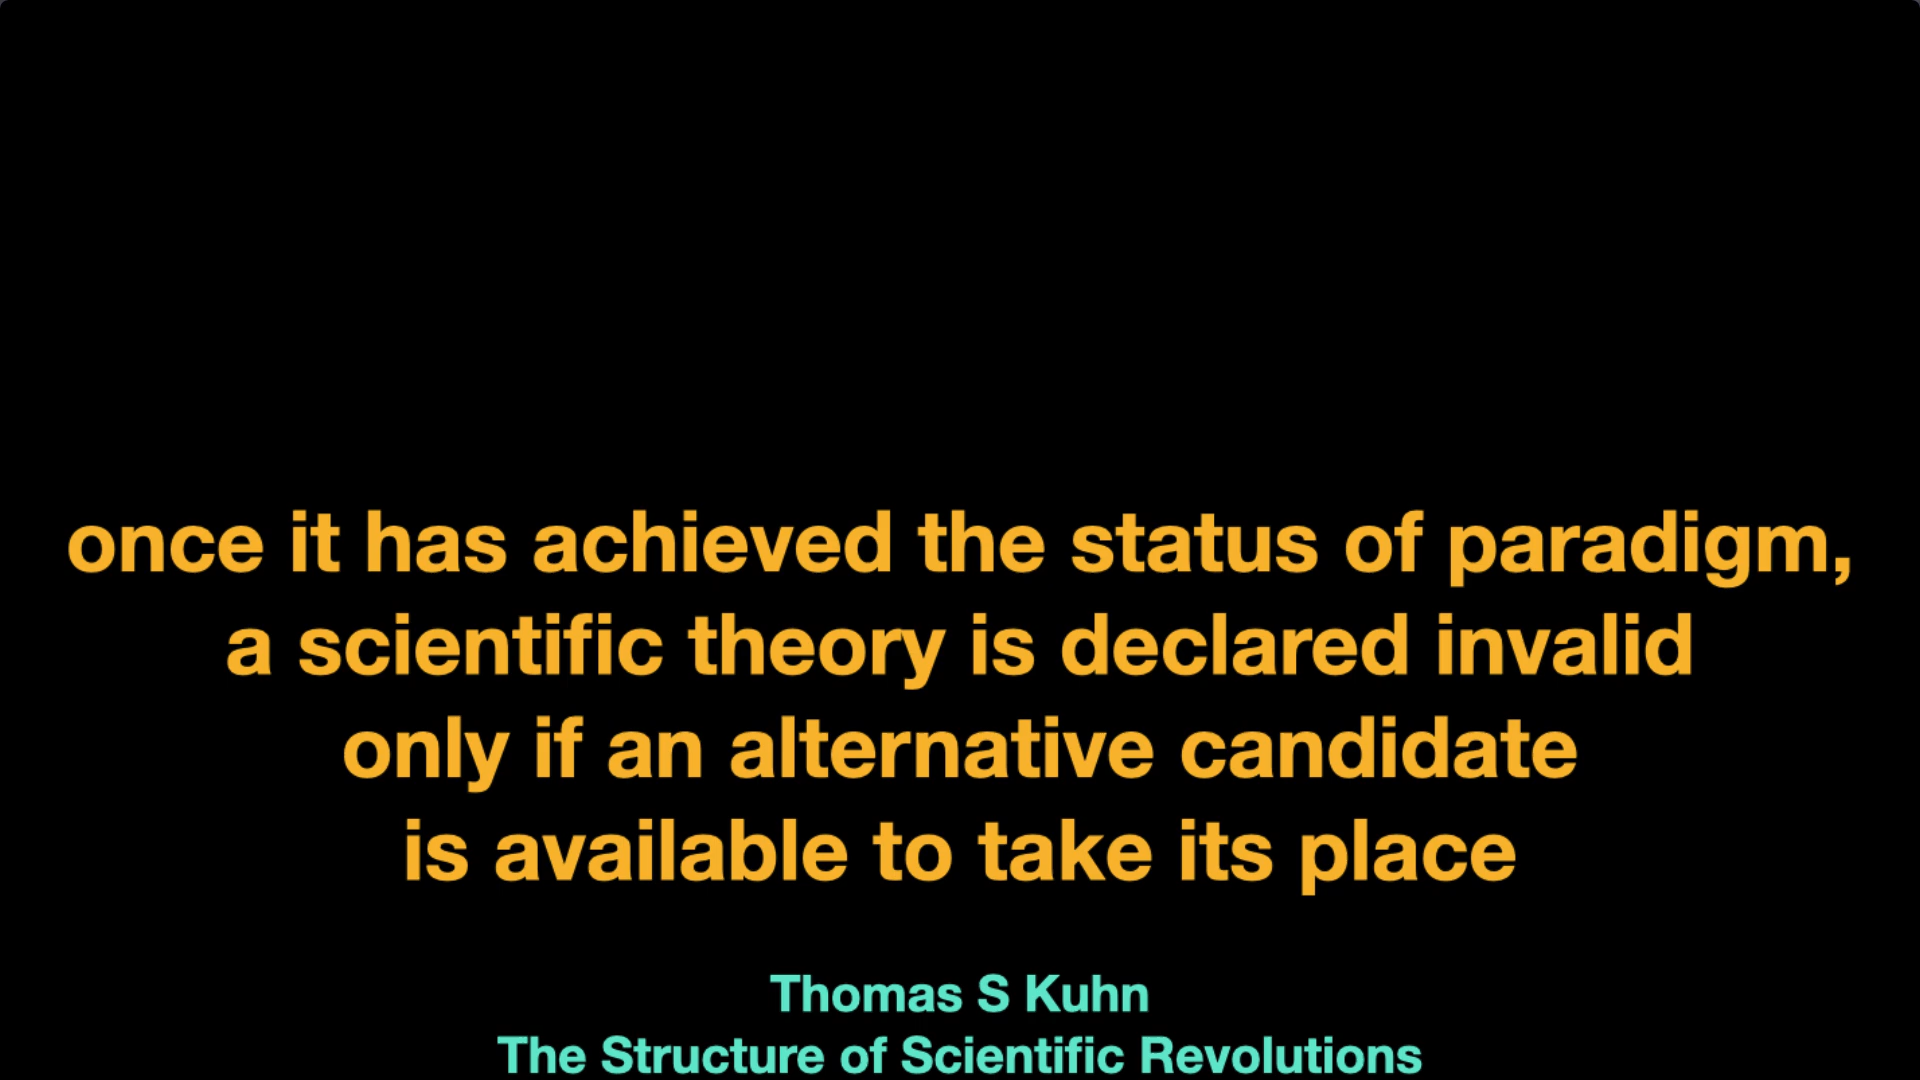 once it has achieved the status of paradigm,
a scientific theory is declared invalid
only if an alternative candidate
is available to take its place
Thomas S Kuhn
The Structure of Scientific Revolutions